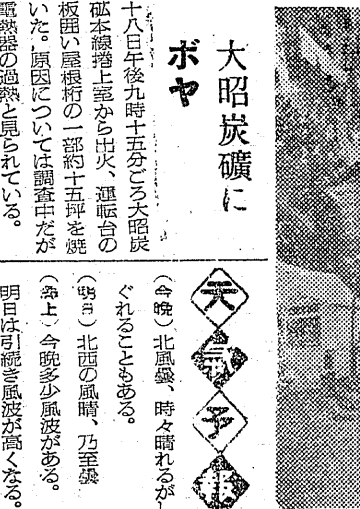 大昭炭礦に
ボヤ
十八日午後九時十五分ごろ大昭炭
砿本線捲上室から出火、運転台の
板囲い屋根桁の一部約十五坪を焼
いた。原因については調査中だが
電熱器の過熱と見られている。
天気予報
(今晩)北風曇、時々晴れるがし
ぐれることもある。
(明日)北西の風晴、乃至曇
(海上)今晩多少風波がある。
明日は引続き風波が高くなる。